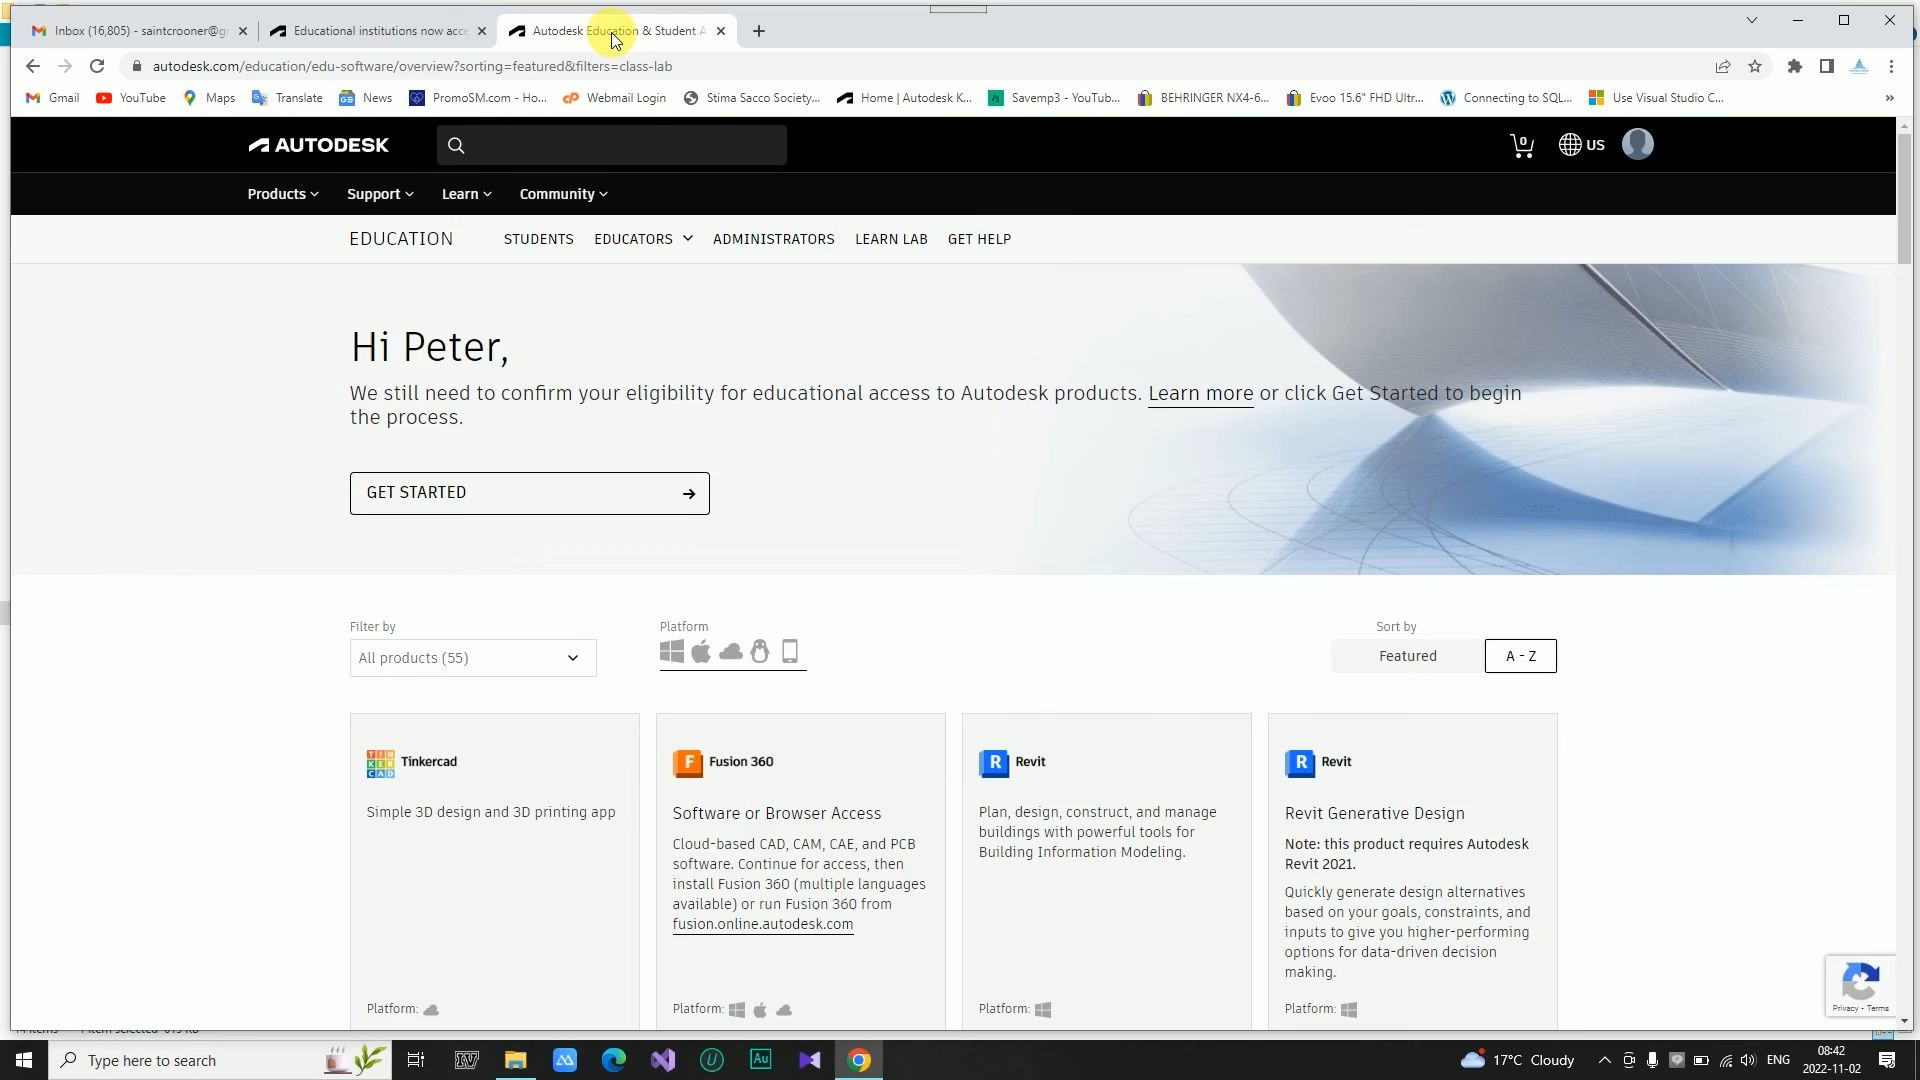 Inbox (16,805) - saintcrooner@g
Educational institutions now acce
Autodesk Education & Student A
autodesk.com/education/edu-software/overview?sorting=featured&filters=class-lab
Gmail
YouTube
Maps
Translate
News
PromoSM.com - Ho...
Webmail Login
Stima Sacco Society...
Home | Autodesk K...
Savemp3 - YouTub...
BEHRINGER NX4-6...
Evoo 15.6" FHD Ultr...
Connecting to SQL...
Use Visual Studio C...
»
AUTODESK
0
US
Products
Support
Learn
Community
EDUCATION
STUDENTS
EDUCATORS
ADMINISTRATORS
LEARN LAB
GET HELP
Hi Peter,
We still need to confirm your eligibility for educational access to Autodesk products. Learn more or click Get Started to begin
the process.
GET STARTED
Filter by
All products (55)
Platform
Sort by
Featured
A - Z
TIN
KER
CAD
Tinkercad
Simple 3D design and 3D printing app
Platform:
F
Fusion 360
Software or Browser Access
Cloud-based CAD, CAM, CAE, and PCB
software. Continue for access, then
install Fusion 360 (multiple languages
available) or run Fusion 360 from
fusion.online.autodesk.com
Platform:
R
Revit
Plan, design, construct, and manage
buildings with powerful tools for
Building Information Modeling.
Platform:
R
Revit
Revit Generative Design
Note: this product requires Autodesk
Revit 2021.
Quickly generate design alternatives
based on your goals, constraints, and
inputs to give you higher-performing
options for data-driven decision
making.
Platform:
Privacy - Terms
Type here to search
Au
17°C Cloudy
ENG
08:42
2022-11-02